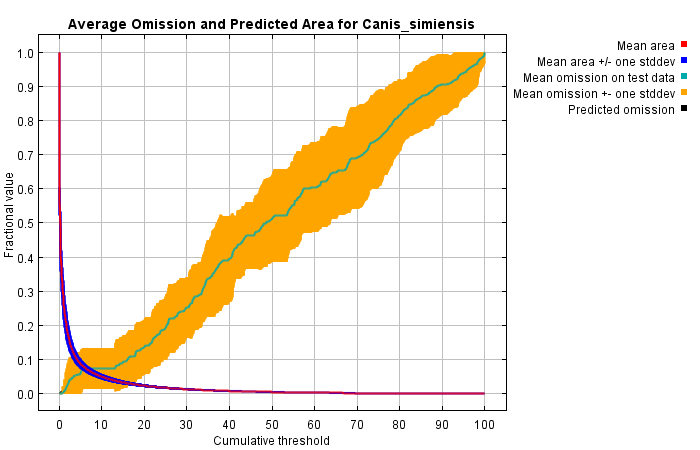 Average Omission and Predicted Area for Canis_simiensis
Mean area
Mean area +/- one stddev
Mean omission on test data
Mean omission +- one stddev
Predicted omission
Fractional value
1.0
0.9
0.8
0.7
0.6
0.5
0.4
0.3
0.2
0.1
0.0
0 10 20 30 40 50 60 70 80 90 100
Cumulative threshold